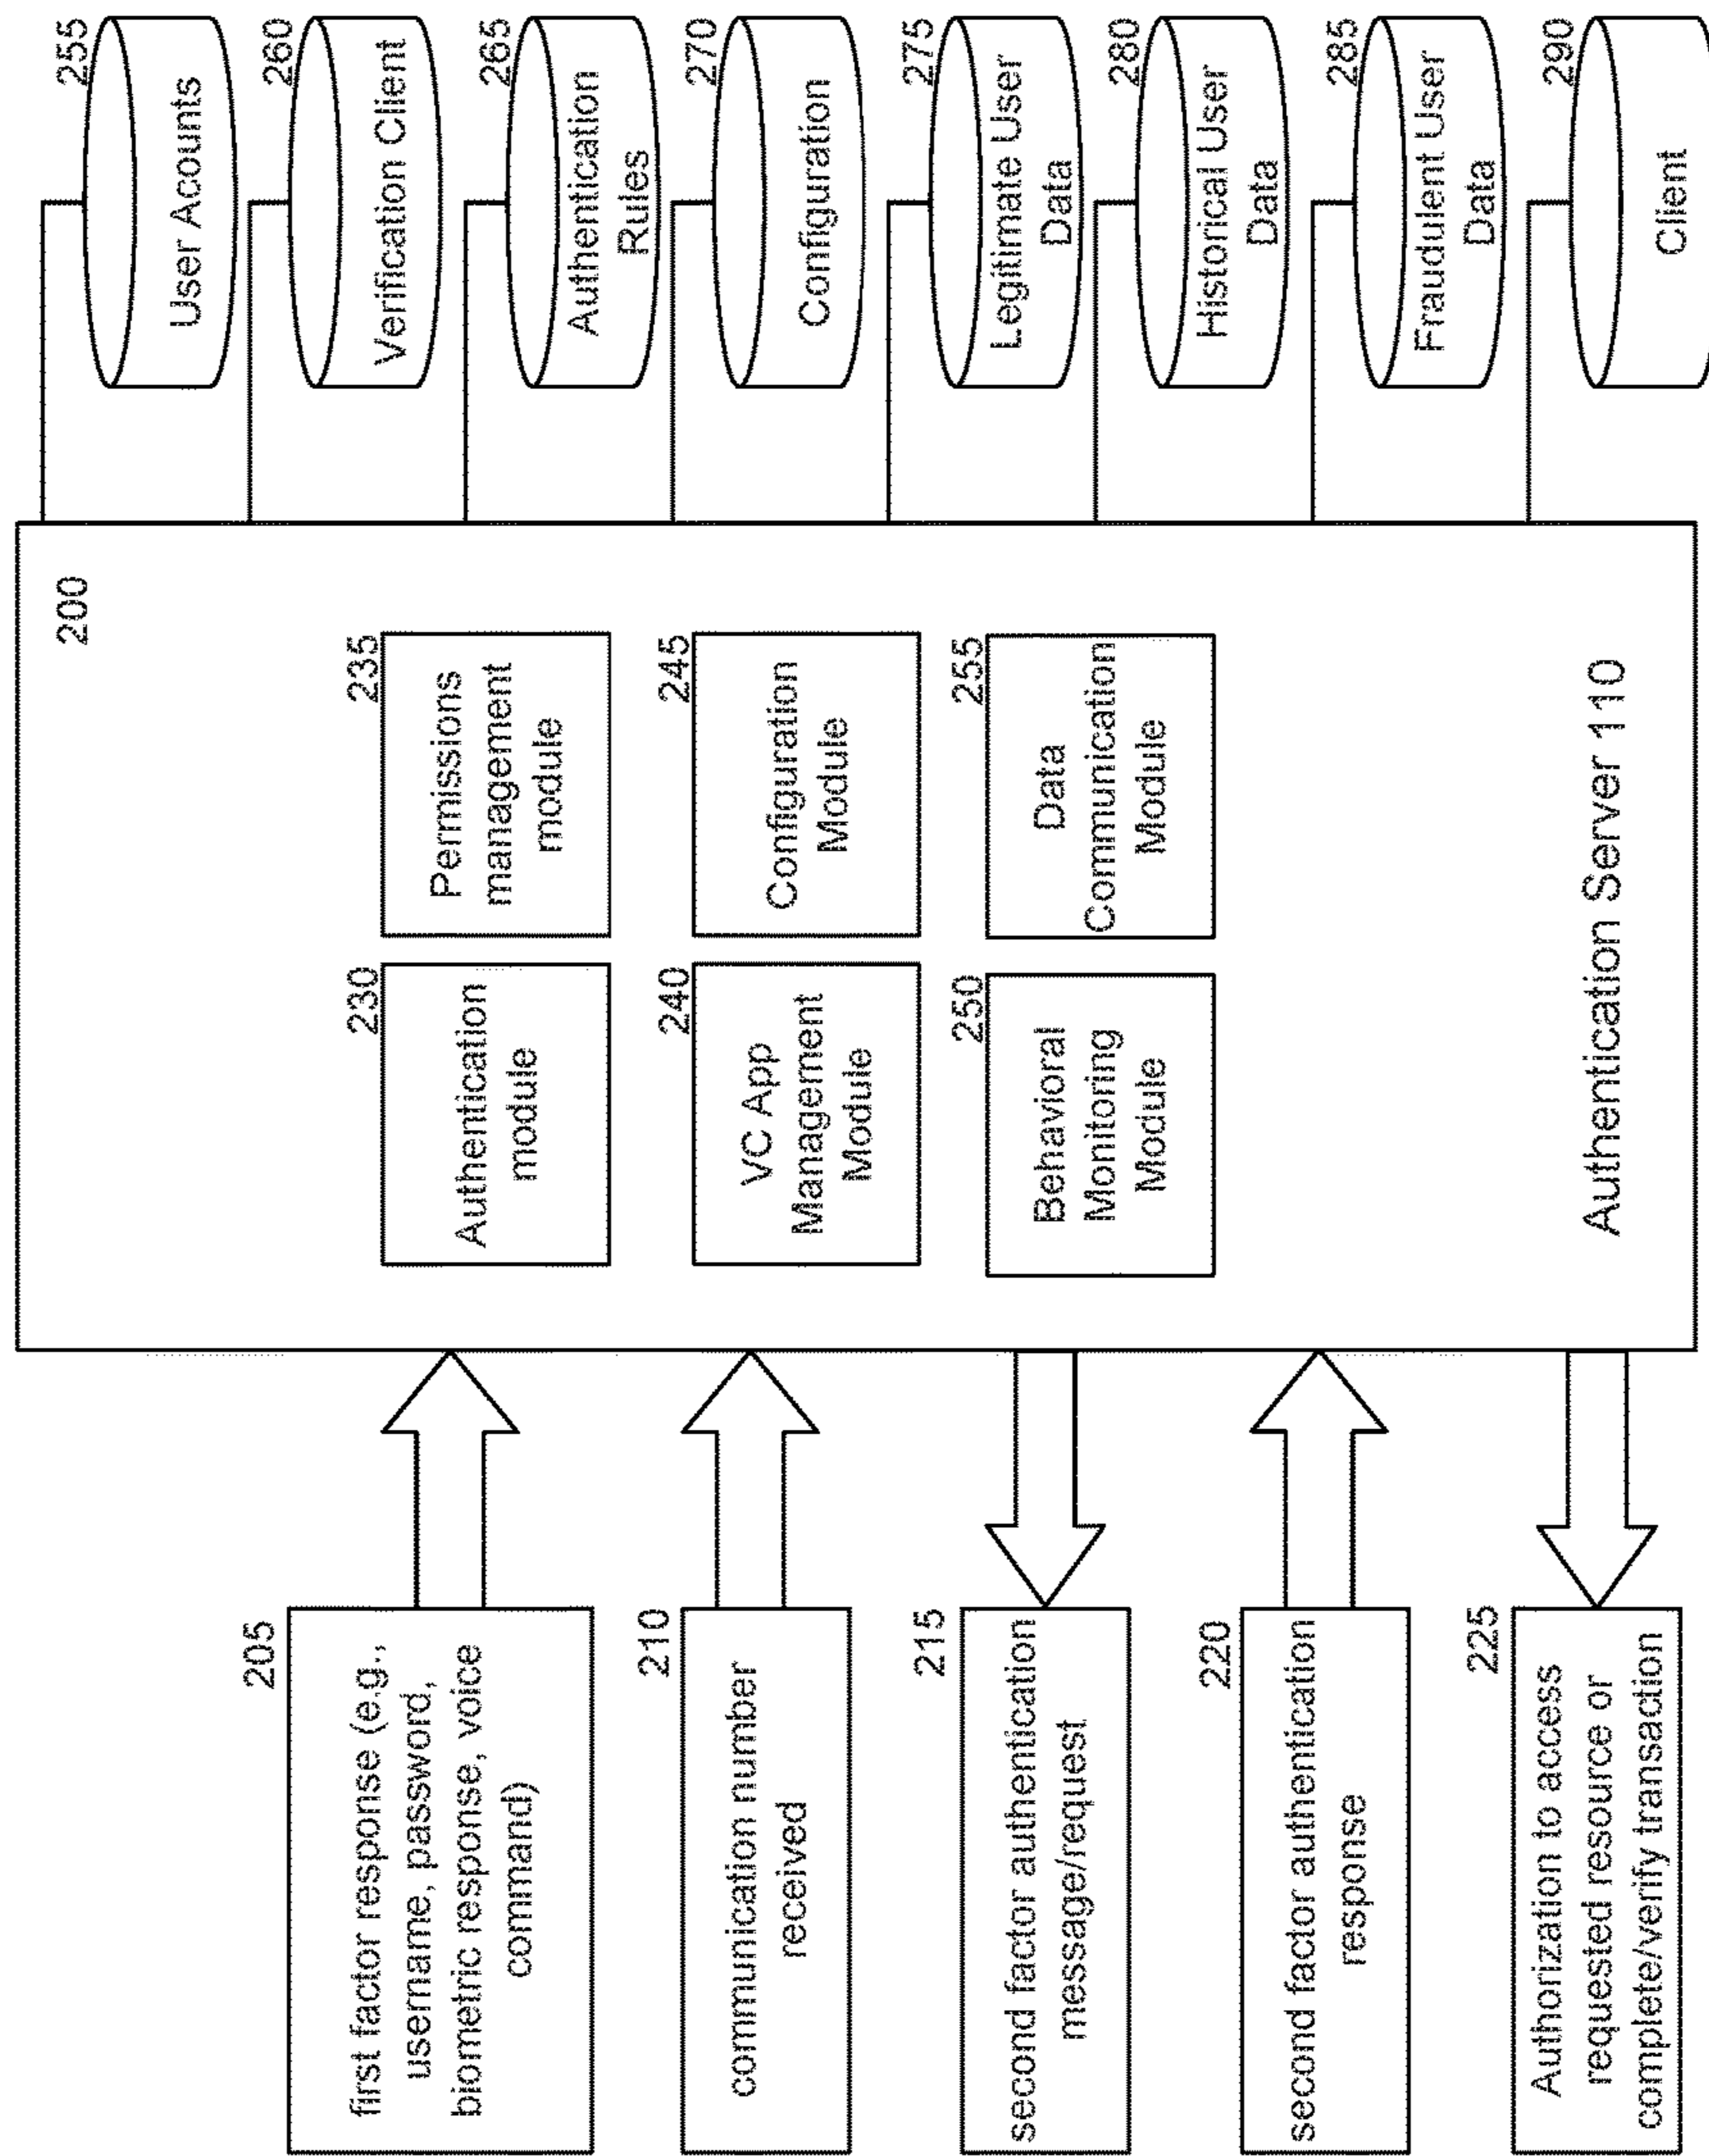 205
first factor response (e.g.,
username, password,
biometric response, voice
command)
210
communication number
received
215
second factor authentication
message/request
220
second factor authentication
response
225
Authorization to access
requested resource or
complete/verify transaction
200
230
Authentication
module
235
Permissions
management
module
240
VC App
Management
Module
245
Configuration
Module
250
Behavioral
Monitoring
Module
255
Data
Communication
Module
Authentication Server 110
255
User Acounts
260
Verification Client
265
Authentication
Rules
270
Configuration
275
Legitimate User
Data
280
Historical User
Data
285
Fraudulent User
Data
290
Client